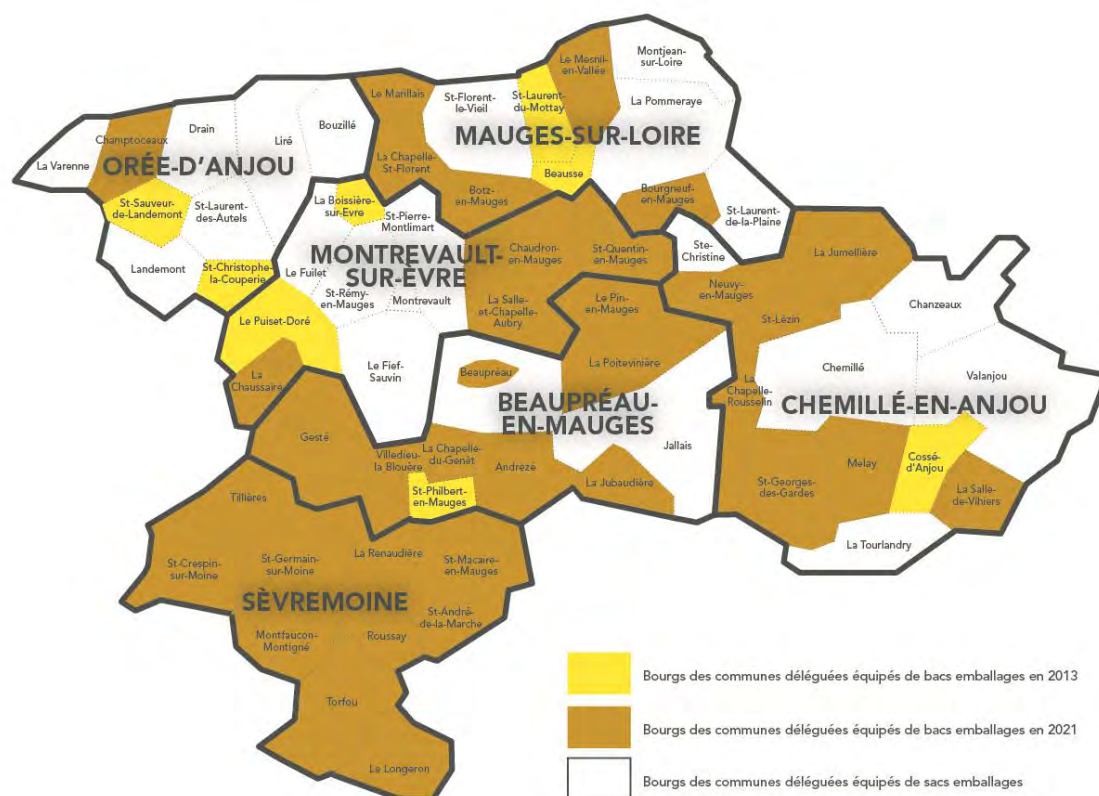 Le Mesnil-
en-Vallée
Montjean-
sur-Loire
Le Marillais
St-Florent-
le-Vieil
St-Laurent-
du-Mottay
La Pommeraye
MAUGES-SUR-LOIRE
Champtoceaux
Drain
Liré
Bouzillé
La Varenne
ORÉE-D'ANJOU
La Chapelle-
St-Florent
Beausse
Botz-
en-Mauges
Bourgneuf-
en-Mauges
St-Laurent-
de-la-Plaine
St-Sauveur-
de-Landemont
St-Laurent-
des-Autels
Landemont
St-Christophe-
la-Couperie
La Boissière-
sur-Evre
St-Pierre-
Montlimart
MONTREVAULT-
SUR-ÈVRE
Le Fuilet
St-Rémy-
en-Mauges
Montrevault
Chaudron-
en-Mauges
St-Quentin-
en-Mauges
La Salle-
et-Chapelle-
Aubry
Le Puiset-Doré
La
Chaussaire
Le Fief-
Sauvin
Ste-
Christine
La Jumellière
Neuvy-
en-Mauges
Chanzeaux
St-Lézin
Chemillé
Valanjou
La
Chapelle-
Rousselin
CHEMILLÉ-EN-ANJOU
Melay
Cossé-
d'Anjou
St-Georges-
des-Gardes
La Salle-
de-Vihiers
La Tourlandry
Le Pin-
en-Mauges
La Poitevinière
Beaupréau
BEAUPRÉAU-
EN-MAUGES
Jallais
Gesté
Villedieu-
la Blouère
La Chapelle-
du-Genêt
Andrezé
La Jubaudière
St-Philbert-
en-Mauges
Tillières
St-Crespin-
sur-Moine
St-Germain-
sur-Moine
La Renaudière
St-Macaire-
en-Mauges
SÈVREMOINE
St-André-
de-la-Marche
Montfaucon-
Montigné
Roussay
Torfou
Le Longeron
Bourgs des communes déléguées équipés de bacs emballages en 2013
Bourgs des communes déléguées équipés de bacs emballages en 2021
Bourgs des communes déléguées équipés de sacs emballages